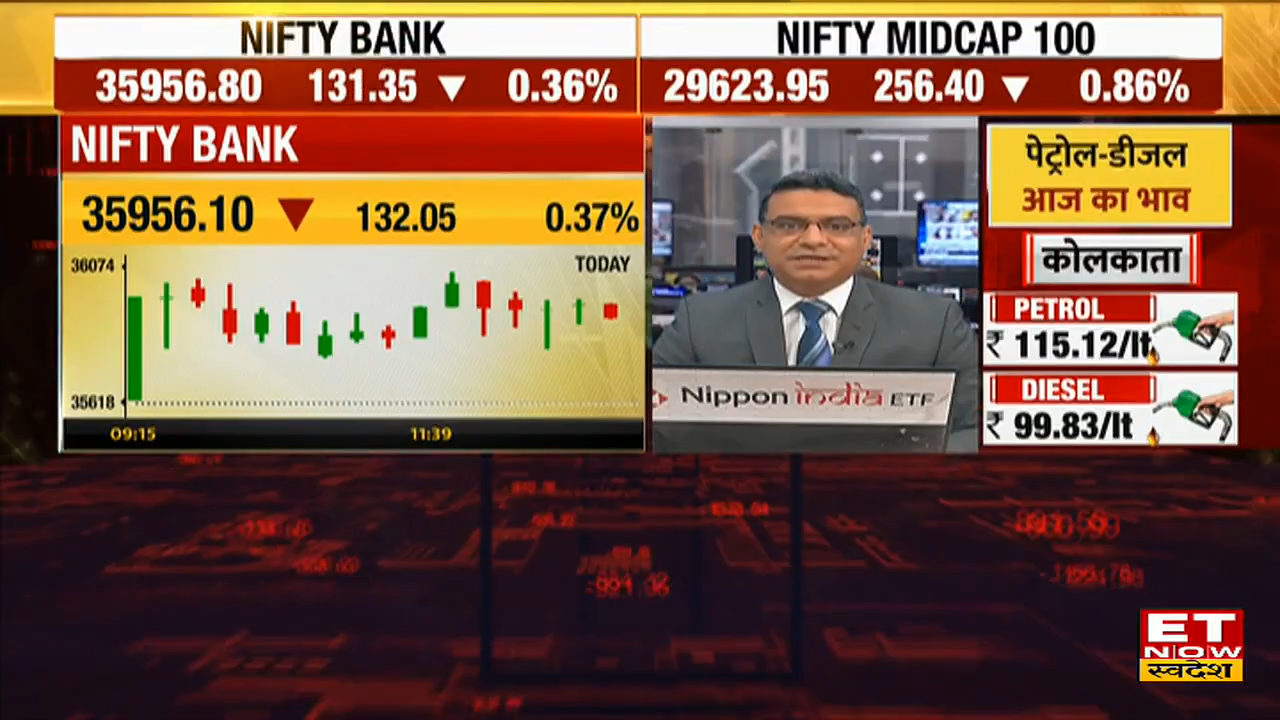 NIFTY BANK
35956.80 131.35 ▼ 0.36%
NIFTY MIDCAP 100
29623.95 256.40 ▼ 0.86%
NIFTY BANK
35956.10 ▼ 132.05 0.37%
36074
TODAY
35618
09:15 11:39
Nippon india ETF
पेट्रोल-डीजल
आज का भाव
कोलकाता
PETROL
₹ 115.12/lt
DIESEL
₹ 99.83/lt
ET
NOW
स्वदेश